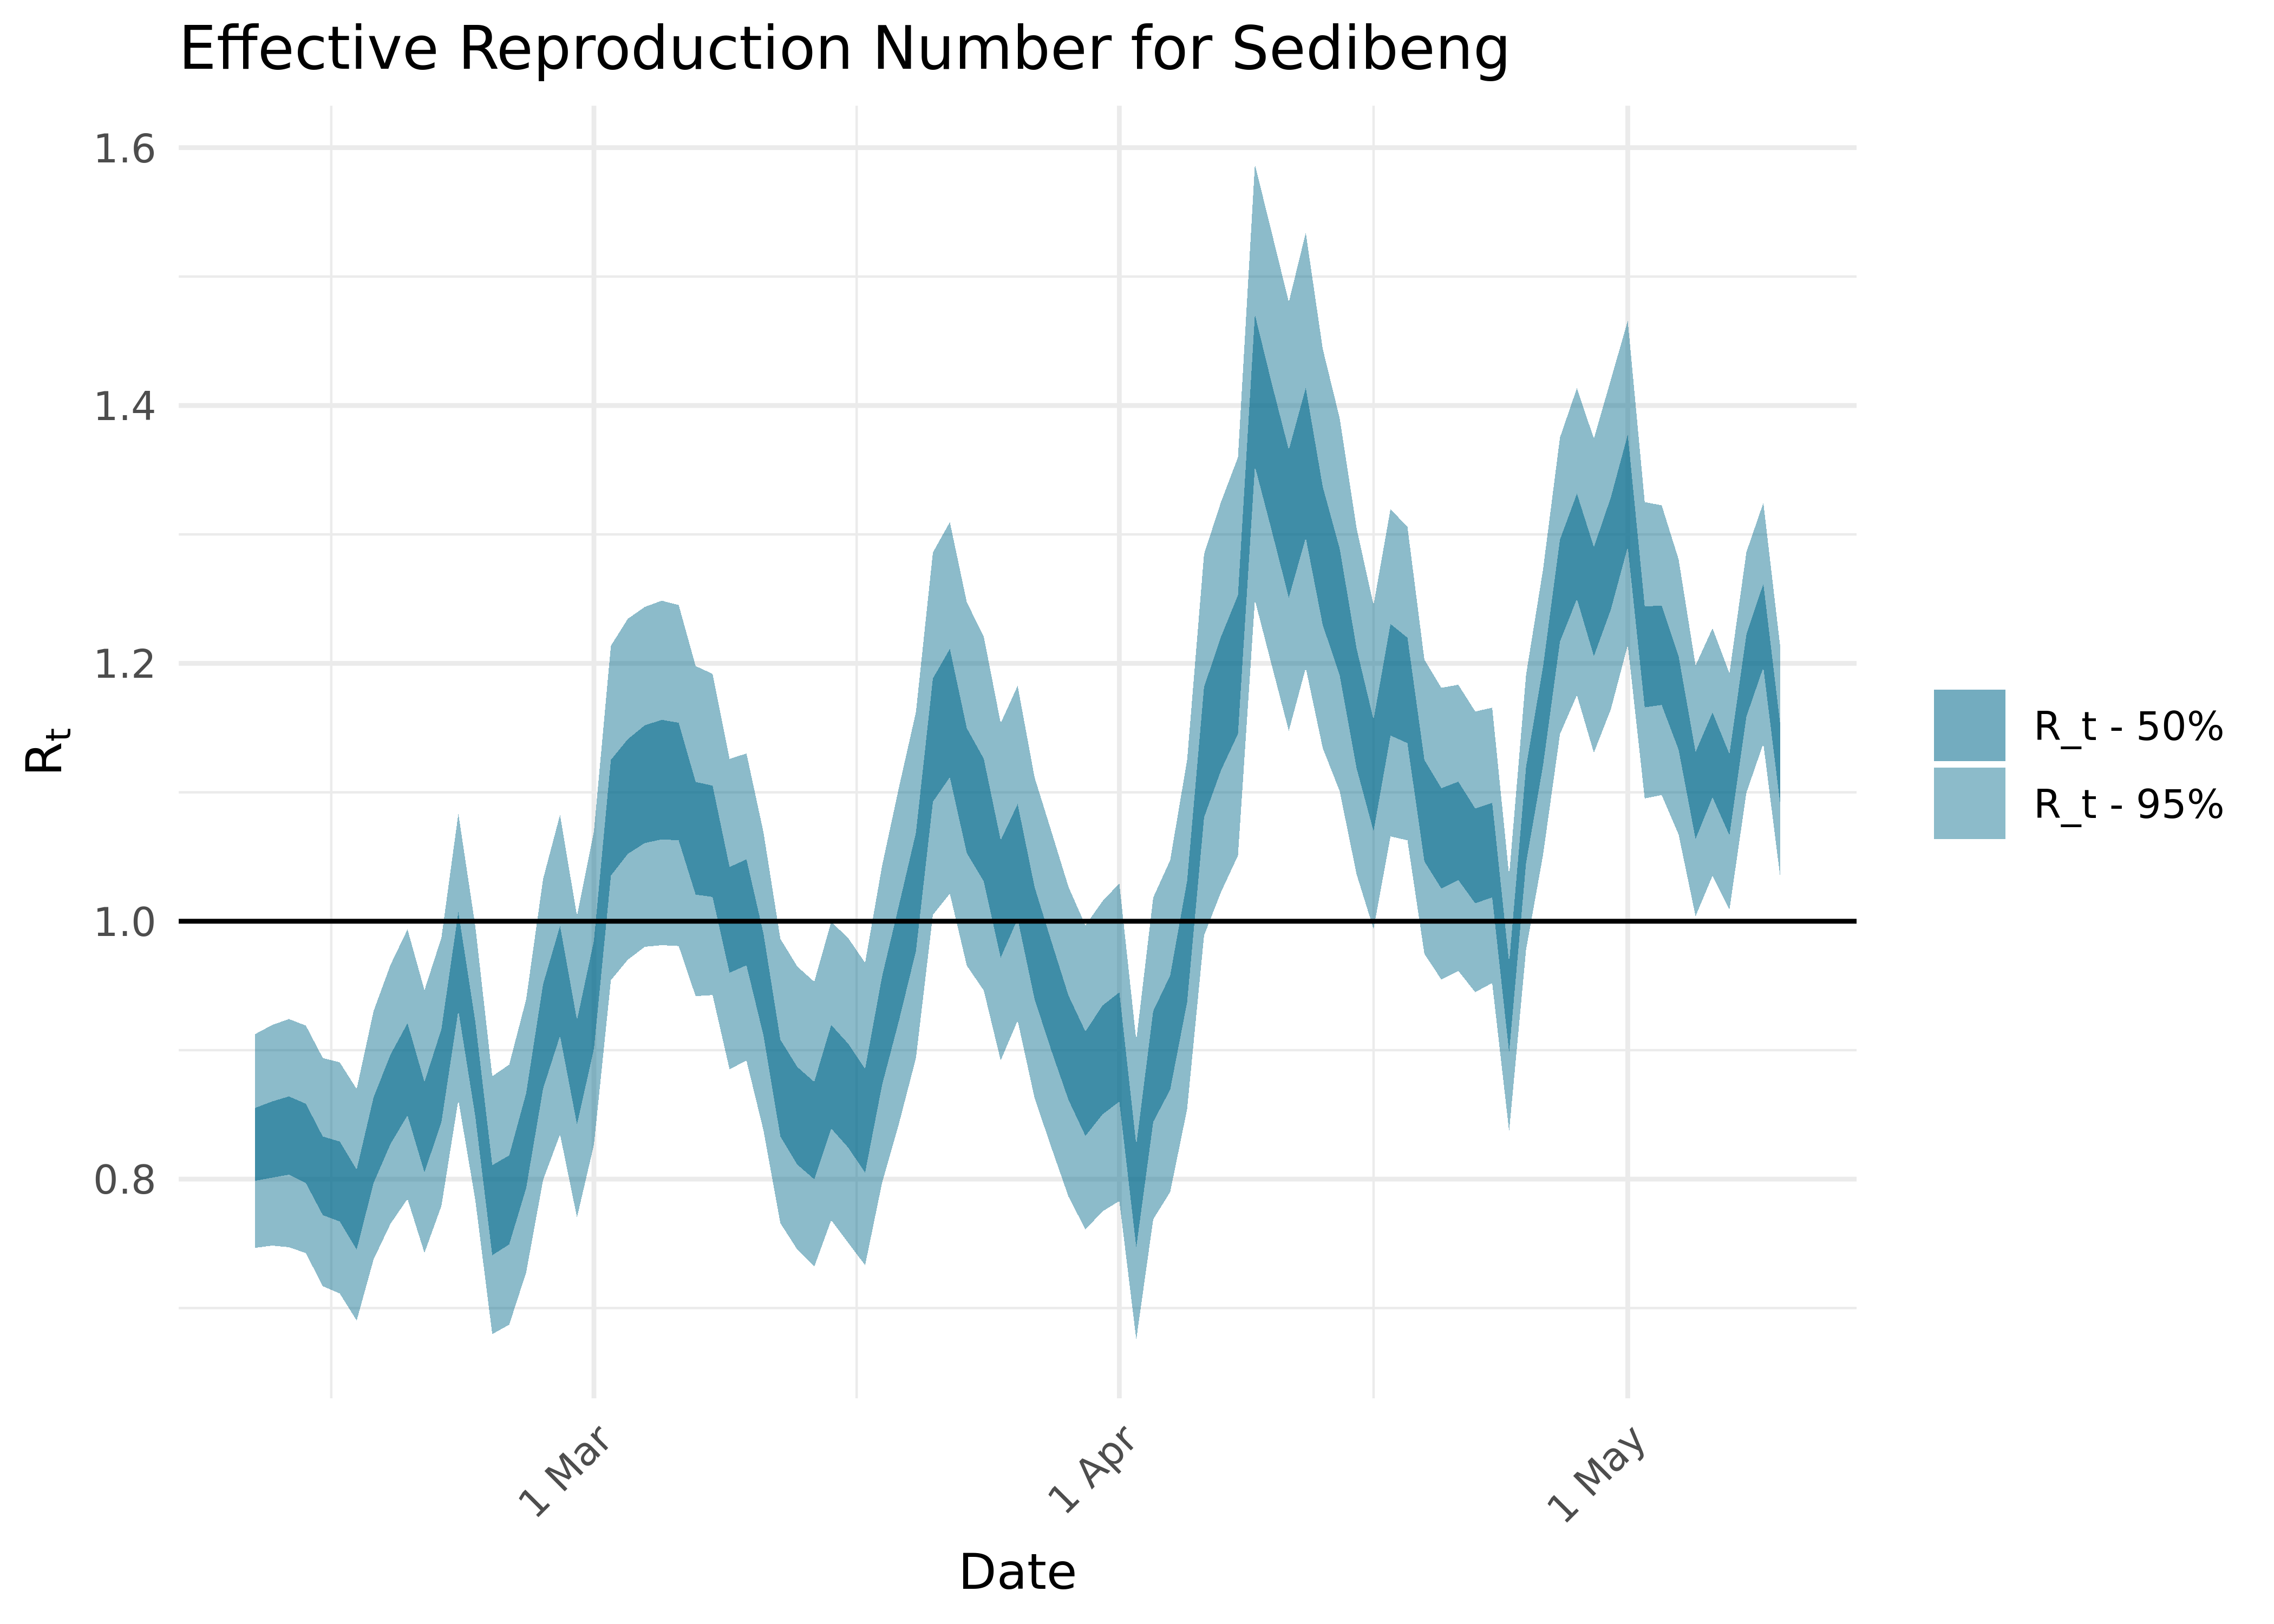 Effective Reproduction Number for Sedibeng
1.6
1.4
1.2
1.0
0.8
Rt
1 Mar
1 Apr
1 May
Date
R_t - 50%
R_t - 95%